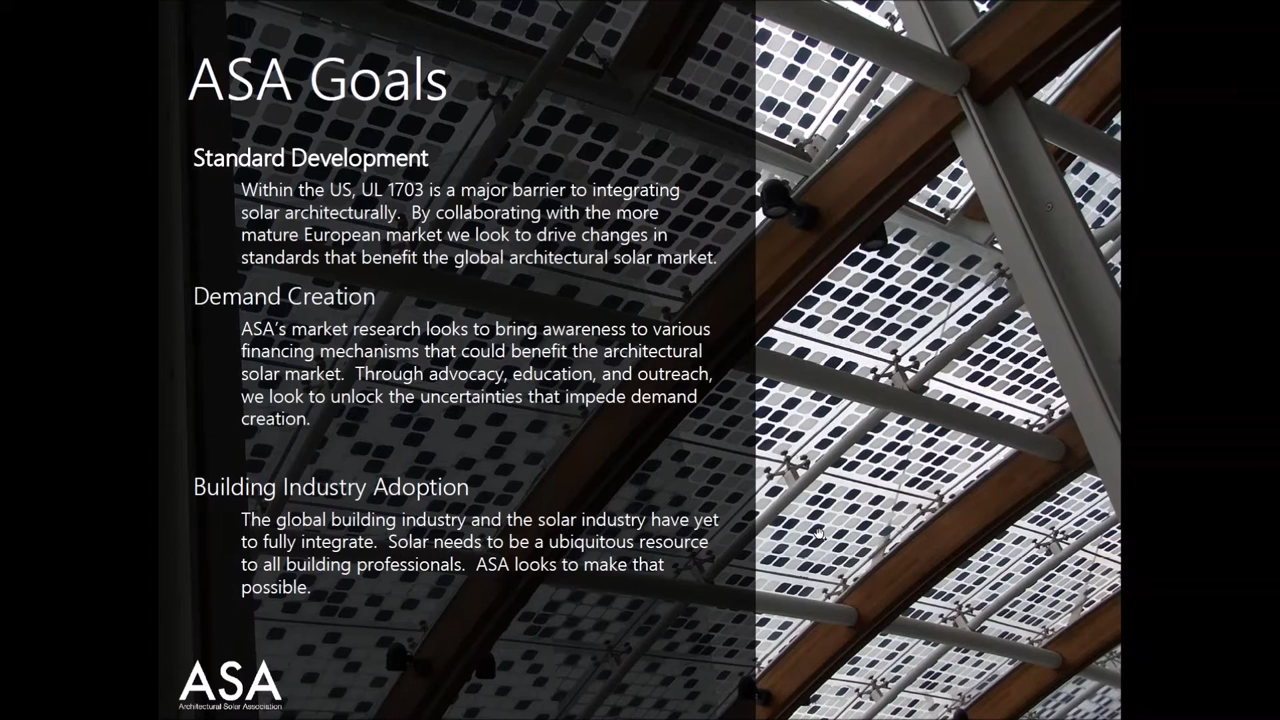 ASA Goals
Standard Development
Within the US, UL 1703 is a major barrier to integrating
solar architecturally.  By collaborating with the more
mature European market we look to drive changes in
standards that benefit the global architectural solar market.
Demand Creation
ASA's market research looks to bring awareness to various
financing mechanisms that could benefit the architectural
solar market.  Through advocacy, education, and outreach,
we look to unlock the uncertainties that impede demand
creation.
Building Industry Adoption
The global building industry and the solar industry have yet
to fully integrate.  Solar needs to be a ubiquitous resource
to all building professionals.  ASA looks to make that
possible.
ASA
Architectural Solar Association